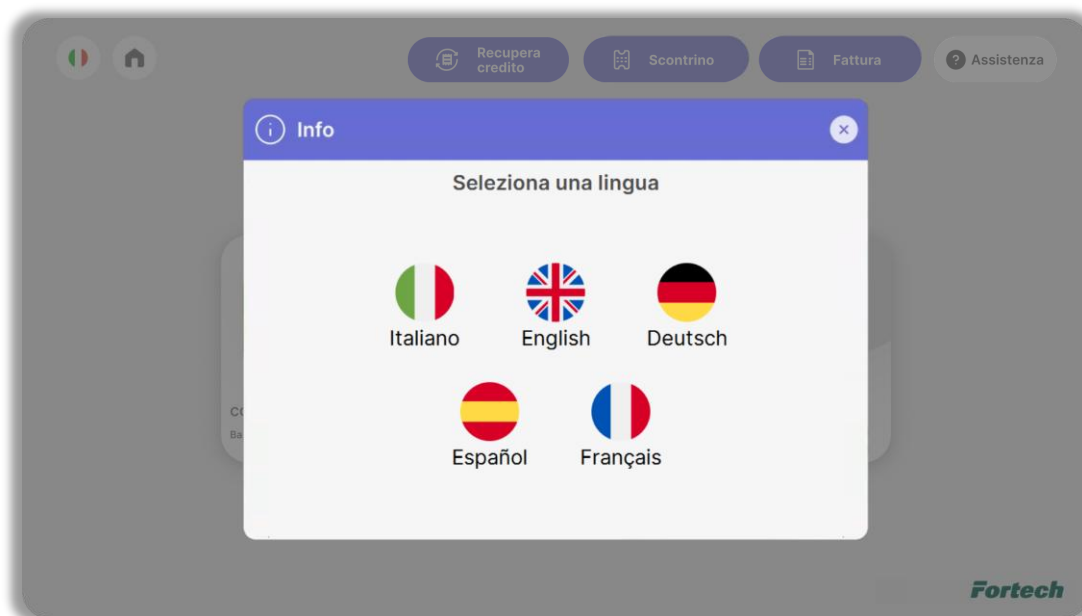 Recupera
credito
Scontrino
Fattura
? Assistenza
i Info
Seleziona una lingua
Italiano
English
Deutsch
Español
Français
Fortech